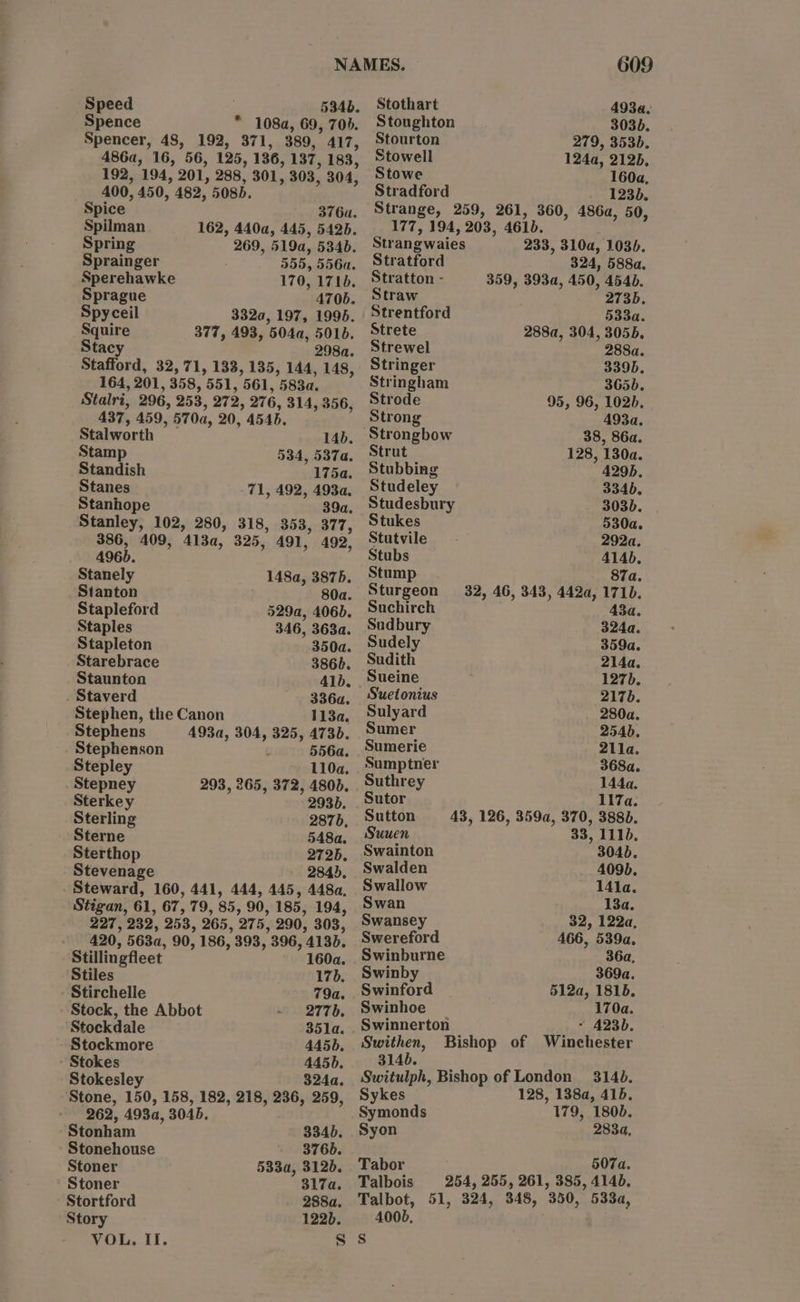 NAMES. 609
Speed 534b.
Spence * 108a, 69, 70b.
Spencer, 48, 192, 371, 389, 417,
486a, 16, 56, 125, 136, 137, 183,
192, 194, 201, 288, 301, 303, 304,
400, 450, 482, 508b.
Spice 376a.
Spilman 162, 440a, 445, 542b.
Spring 269, 519a, 534b.
Sprainger 555, 556a.
Sperehawke 170, 171b.
Sprague 470b.
Spyceil 332a, 197, 199b.
Squire 377, 493, 504a, 501b.
Stacy 298a.
Stafford, 32, 71, 133, 135, 144, 148,
164, 201, 358, 551, 561, 583a.
Stalri, 296, 253, 272, 276, 314, 356,
437, 459, 570a, 20, 454b.
Stalworth 14b.
Stamp 534, 537a.
Standish 175a.
Stanes 71, 492, 493a.
Stanhope 39a.
Stanley, 102, 280, 318, 353, 377,
386, 409, 413a, 325, 491, 492,
496b.
Stanely 148a, 387b.
Stanton 80a.
Stapleford 529a, 406b.
Staples 346, 363a.
Stapleton 350a.
Starebrace 386b.
Staunton 41b.
Staverd 336a.
Stephen, the Canon 113a.
Stephens 493a, 304, 325, 473b.
Stephenson 556a.
Stepley 110a.
Stepney 293, 265, 372, 480b.
Sterkey 293b.
Sterling 287b.
Sterne 548a.
Sterthop 272b.
Stevenage 284b.
Steward, 160, 441, 444, 445, 448a.
Stigan, 61, 67, 79, 85, 90, 185, 194,
227, 232, 253, 265, 275, 290, 303,
420, 563a, 90, 186, 393, 396, 413b.
Stillingfleet 160a.
Stiles 17b.
Stirchelle 79a.
Stock, the Abbot - 277b.
Stockdale 351a.
Stockmore 445b.
Stokes 445b.
Stokesley 324a.
Stone, 150, 158, 182, 218, 236, 259,
262, 493a, 304b.
Stonham 334b.
Stonehouse 376b.
Stoner 533a, 312b.
Stoner 317a.
Stortford 288a.
Story 122b.
VOL. II.
Stothart 493a.
Stoughton 303b.
Stourton 279, 353b.
Stowell 124a, 212b.
Stowe 160a.
Stradford 123b.
Strange, 259, 261, 360, 486a, 50,
177, 194, 203, 461b.
Strangwaies 233, 310a, 103b.
Stratford 324, 588a.
Stratton - 359, 393a, 450, 454b.
Straw 273b.
Strentford 533a.
Strete 288a, 304, 305b.
Strewel 288a.
Stringer 339b.
Stringham 365b.
Strode 95, 96, 102b.
Strong 493a.
Strongbow 38, 86a.
Strut 128, 130a.
Stubbing 429b.
Studeley 334b.
Studesbury 303b.
Stukes 530a.
Stutvile 292a.
Stubs 414b.
Stump 87a.
Sturgeon 32, 46, 343, 442a, 171b.
Suchirch 43a.
Sudbury 324a.
Sudely 359a.
Sudith 214a.
Sueine 127b.
Suetonius 217b.
Sulyard 280a.
Sumer 254b.
Sumerie 211a.
Sumptner 368a.
Suthrey 144a.
Sutor 117a.
Sutton 43, 126, 359a, 370, 388b.
Suuen 33, 111b.
Swainton 304b.
Swalden 409b.
Swallow 141a.
Swan 13a.
Swansey 32, 122a.
Swereford 466, 539a.
Swinburne 36a.
Swinby 369a.
Swinford 512a, 181b.
Swinhoe 170a.
Swinnerton - 423b.
Swithen, Bishop of Winchester
314b.
Switulph, Bishop of London 314b.
Sykes 128, 138a, 41b.
Symonds 179, 180b.
Syon 283a.
Tabor 507a.
Talbois 254, 255, 261, 385, 414b.
Talbot, 51, 324, 348, 350, 533a,
400b.
S S